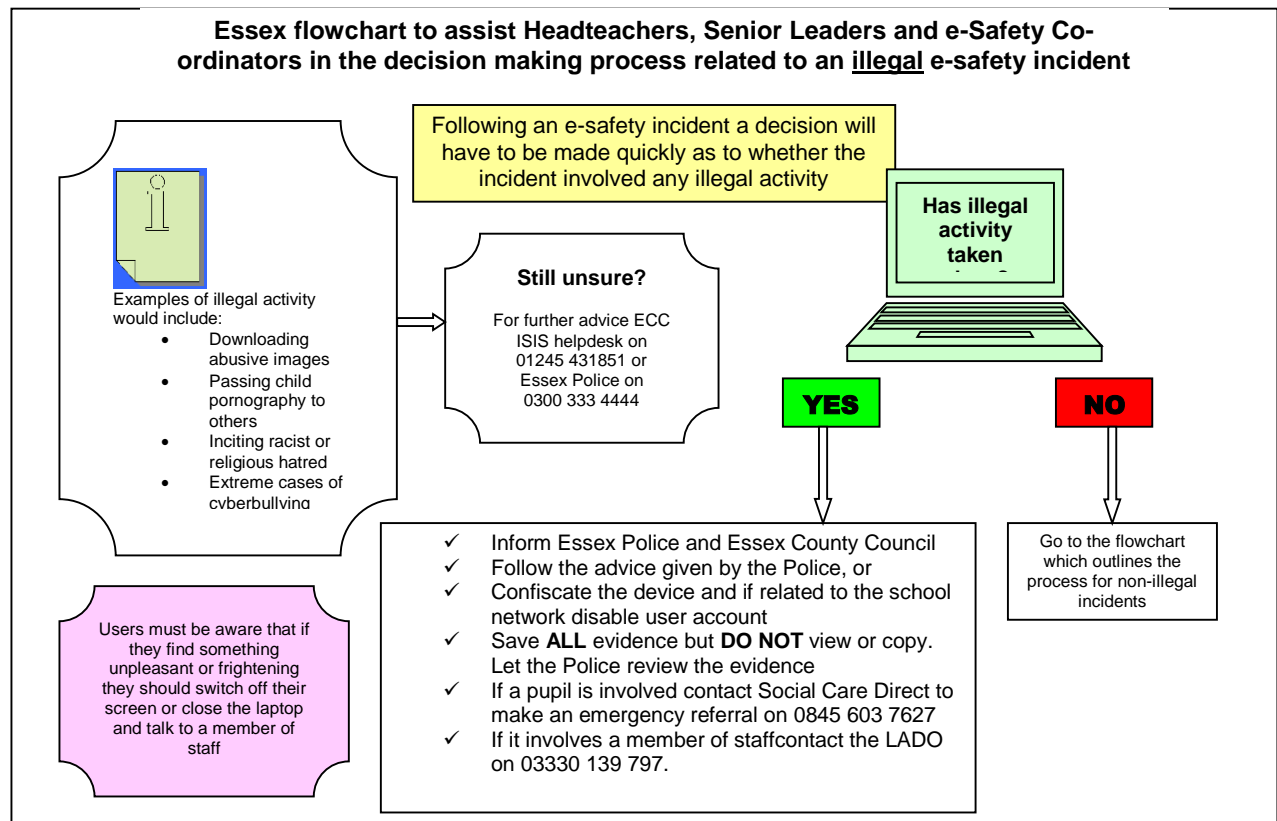 Essex flowchart to assist Headteachers, Senior Leaders and e-Safety Co-
ordinators in the decision making process related to an illegal e-safety incident
Following an e-safety incident a decision will
have to be made quickly as to whether the
incident involved any illegal activity
Has illegal
activity
taken
Examples of illegal activity
would include:
• Downloading
abusive images
• Passing child
pornography to
others
• Inciting racist or
religious hatred
• Extreme cases of
cyberbullying
Still unsure?
For further advice ECC
ISIS helpdesk on
01245 431851 or
Essex Police on
0300 333 4444
YES
NO
✓ Inform Essex Police and Essex County Council
✓ Follow the advice given by the Police, or
✓ Confiscate the device and if related to the school
network disable user account
✓ Save ALL evidence but DO NOT view or copy.
Let the Police review the evidence
✓ If a pupil is involved contact Social Care Direct to
make an emergency referral on 0845 603 7627
✓ If it involves a member of staffcontact the LADO
on 03330 139 797.
Go to the flowchart
which outlines the
process for non-illegal
incidents
Users must be aware that if
they find something
unpleasant or frightening
they should switch off their
screen or close the laptop
and talk to a member of
staff